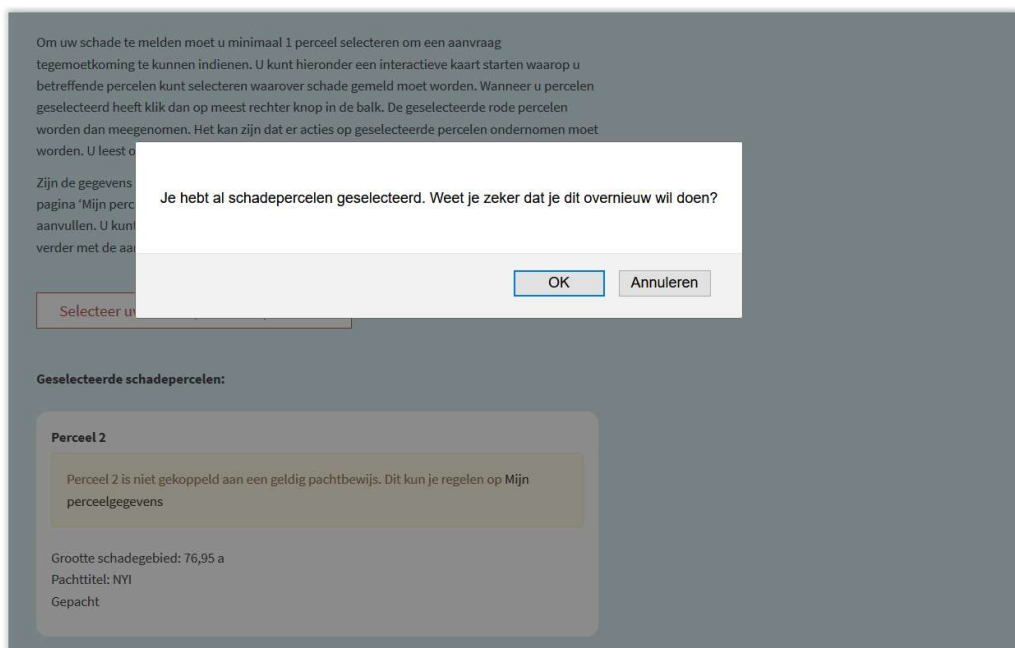 Om uw schade te melden moet u minimaal 1 perceel selecteren om een aanvraag
tegemoetkoming te kunnen indienen. U kunt hieronder een interactieve kaart starten waarop u
betreffende percelen kunt selecteren waarover schade gemeld moet worden. Wanneer u percelen
geselecteerd heeft klik dan op meest rechter knop in de balk. De geselecteerde rode percelen
worden dan meegenomen. Het kan zijn dat er acties op geselecteerde percelen ondernomen moet
worden. U leest o
Zijn de gegevens
pagina ‘Mijn perc
aanvullen. U kunt
verder met de aa
Je hebt al schadepercelen geselecteerd. Weet je zeker dat je dit overnieuw wil doen?
OK Annuleren
Selecteer uw
Geselecteerde schadepercelen:
Perceel 2
Perceel 2 is niet gekoppeld aan een geldig pachtbewijs. Dit kun je regelen op Mijn
perceelgegevens
Grootte schadegebied: 76,95 a
Pachttitel: NYI
Gepacht